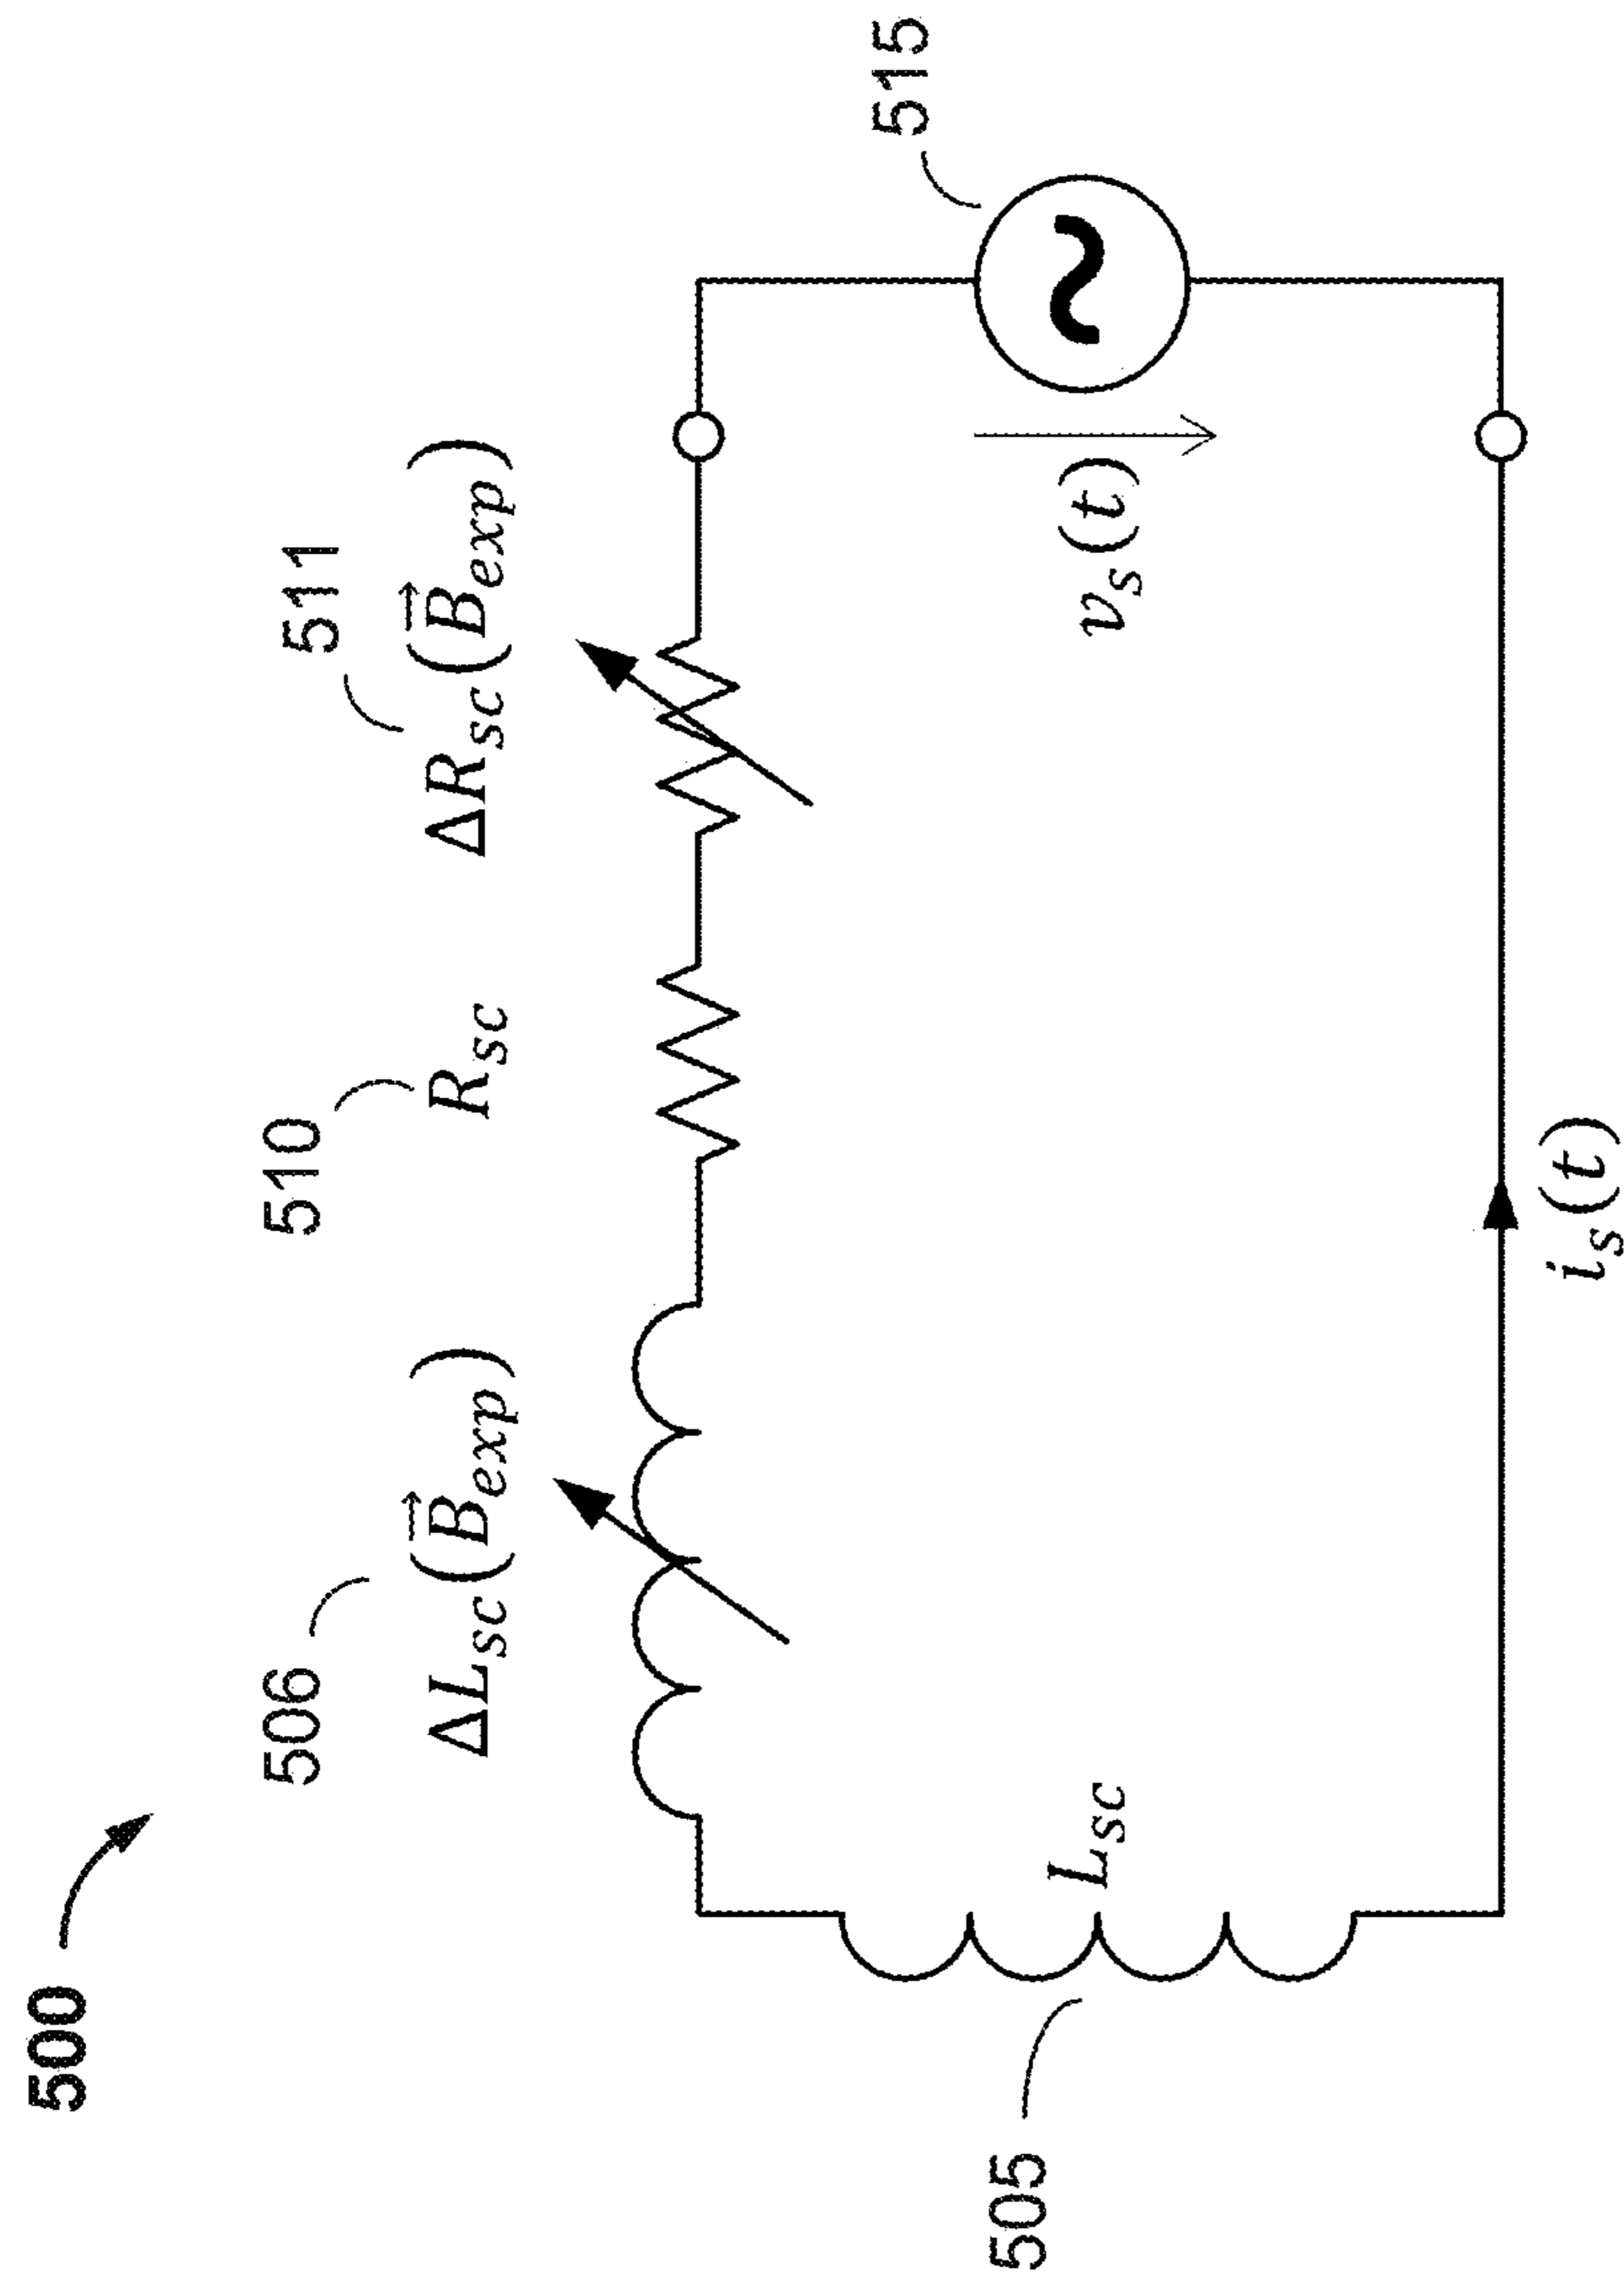 500
506
ΔL_sc(B⃗_exp)
510
R_sc
511
ΔR_sc(B⃗_exp)
505
L_sc
v_s(t)
515
i_s(t)